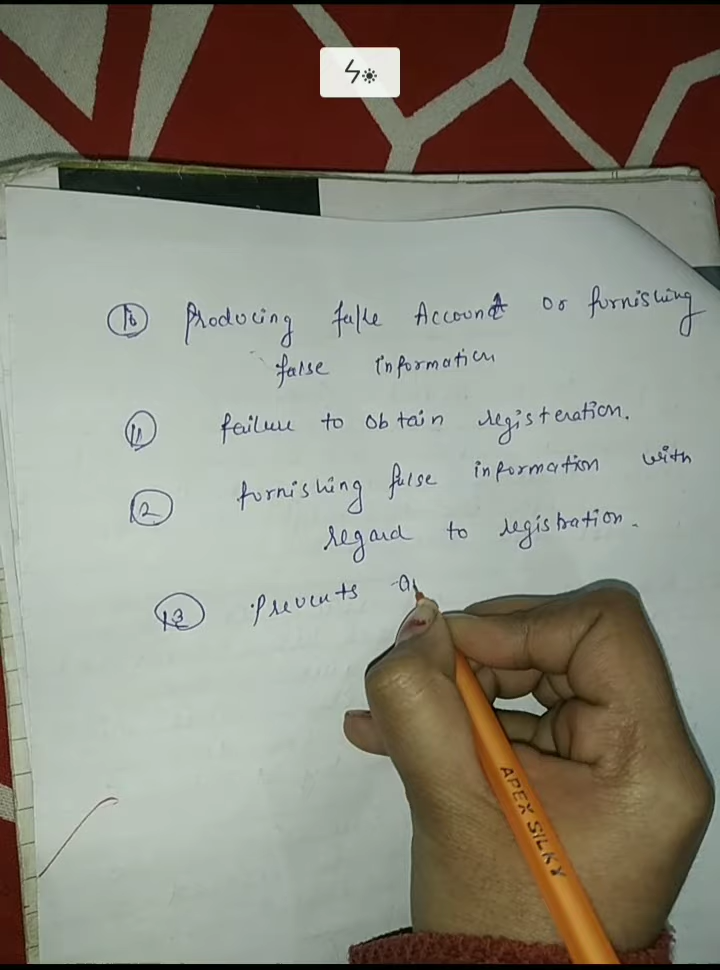 10 Producing false Account or furnishing
false information
11 failure to obtain registeration.
12 furnishing false information with
regard to registration.
13 Prevents a
APEX SILKY